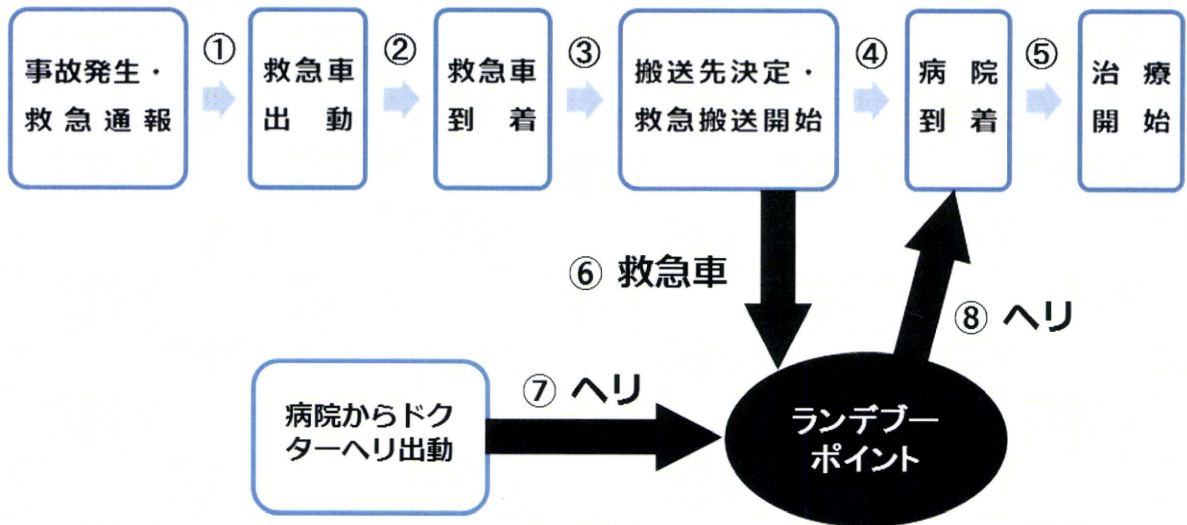 事故発生・
救急通報
①
救急車
出動
②
救急車
到着
③
搬送先決定・
救急搬送開始
④
病院
到着
⑤
治療
開始
⑥ 救急車
⑧ ヘリ
⑦ ヘリ
病院からドク
ターヘリ出動
ランデブー
ポイント